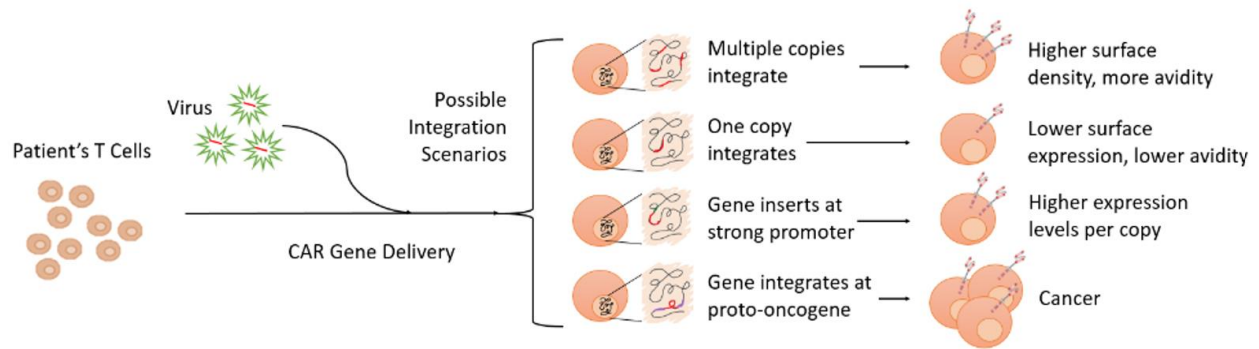 Patient's T Cells
Virus
CAR Gene Delivery
Possible
Integration
Scenarios
Multiple copies
integrate
Higher surface
density, more avidity
One copy
integrates
Lower surface
expression, lower avidity
Gene inserts at
strong promoter
Higher expression
levels per copy
Gene integrates at
proto-oncogene
Cancer